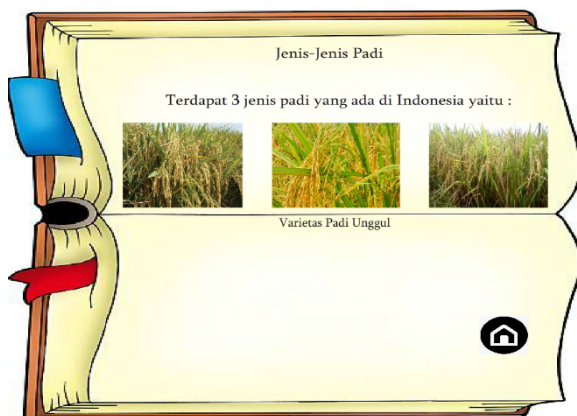 Jenis-Jenis Padi
Terdapat 3 jenis padi yang ada di Indonesia yaitu :
Varietas Padi Unggul